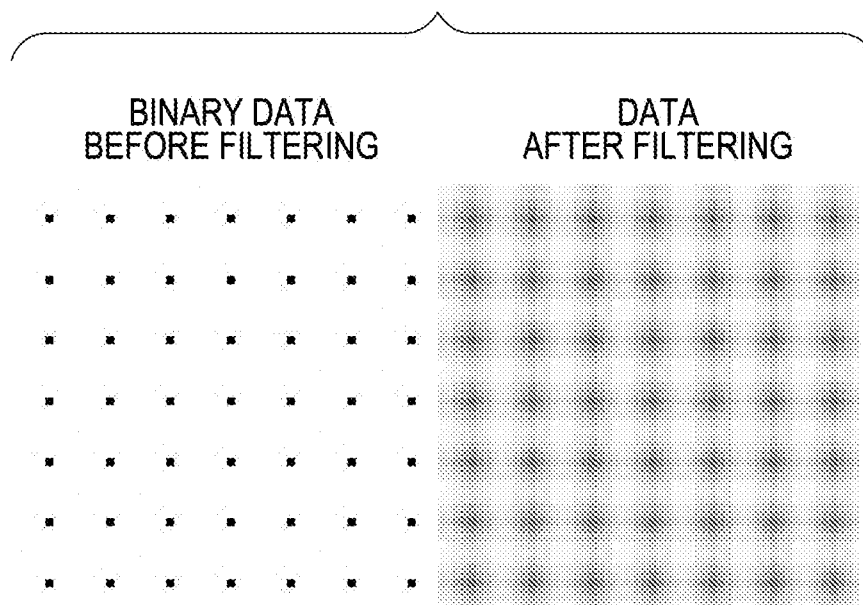 BINARY DATA
BEFORE FILTERING
DATA
AFTER FILTERING